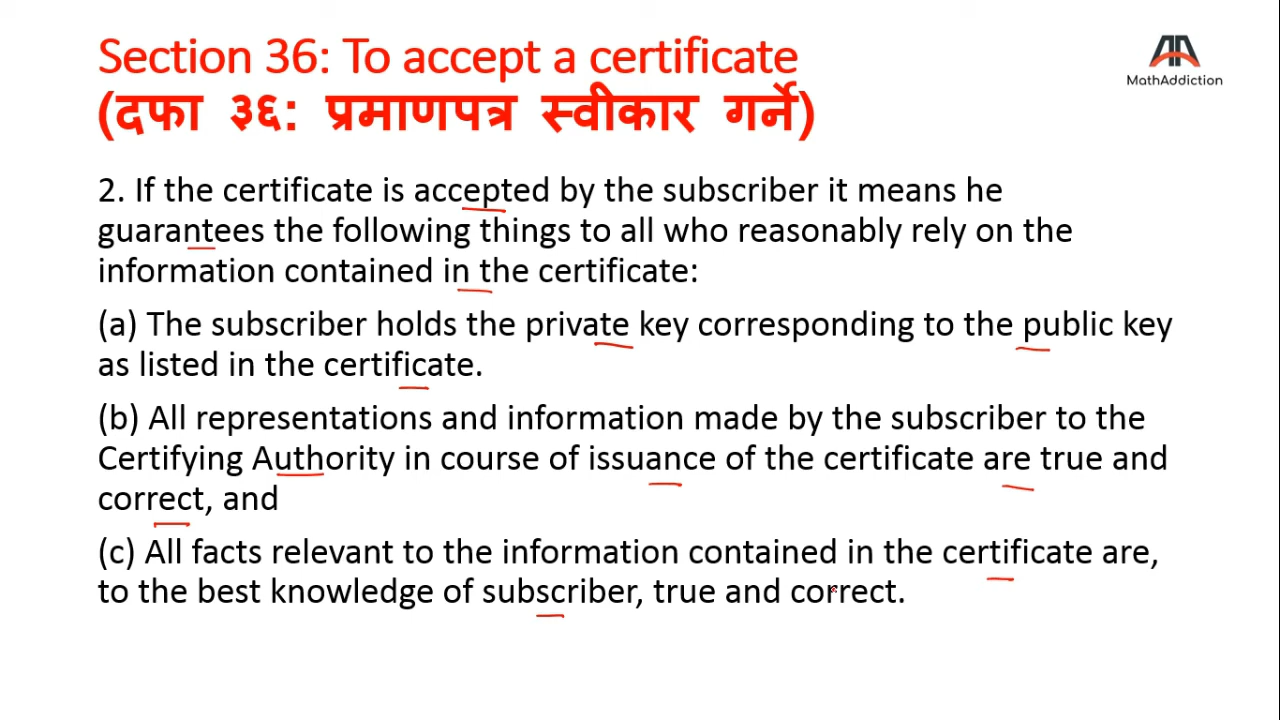 Section 36: To accept a certificate
(दफा ३६: प्रमाणपत्र स्वीकार गर्ने)
MathAddiction
2. If the certificate is accepted by the subscriber it means he
guarantees the following things to all who reasonably rely on the
information contained in the certificate:
(a) The subscriber holds the private key corresponding to the public key
as listed in the certificate.
(b) All representations and information made by the subscriber to the
Certifying Authority in course of issuance of the certificate are true and
correct, and
(c) All facts relevant to the information contained in the certificate are,
to the best knowledge of subscriber, true and correct.